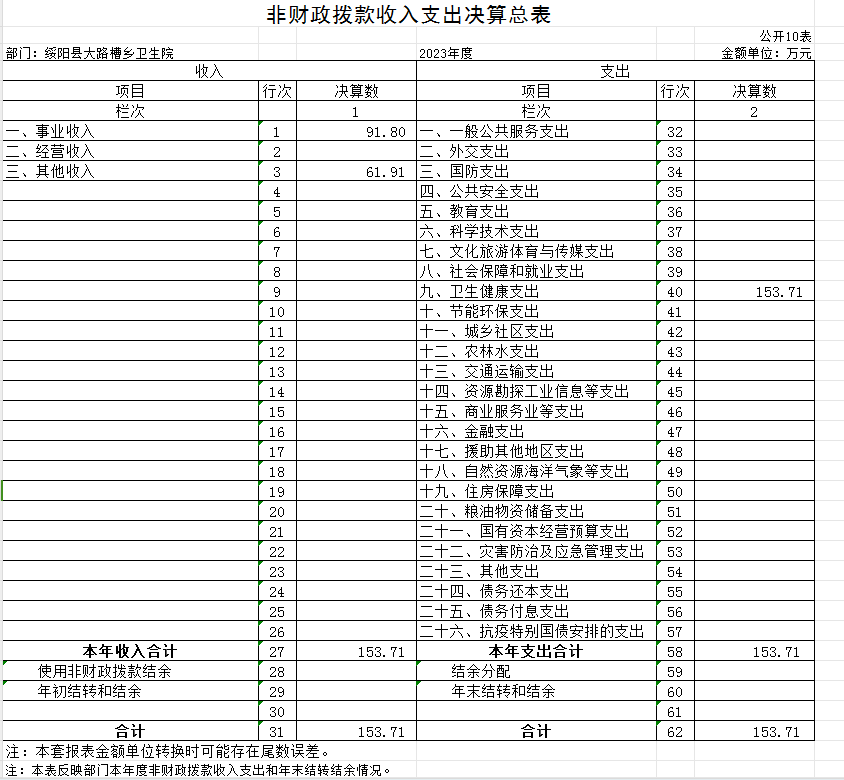 非财政拨款收入支出决算总表
公开10表
部门：绥阳县大路槽乡卫生院 2023年度 金额单位：万元
收入 支出
项目 行次 决算数 项目 行次 决算数
栏次 1 栏次 2
一、事业收入 1 91.80 一、一般公共服务支出 32
二、经营收入 2 二、外交支出 33
三、其他收入 3 61.91 三、国防支出 34
4 四、公共安全支出 35
5 五、教育支出 36
6 六、科学技术支出 37
7 七、文化旅游体育与传媒支出 38
8 八、社会保障和就业支出 39
9 九、卫生健康支出 40 153.71
10 十、节能环保支出 41
11 十一、城乡社区支出 42
12 十二、农林水支出 43
13 十三、交通运输支出 44
14 十四、资源勘探工业信息等支出 45
15 十五、商业服务业等支出 46
16 十六、金融支出 47
17 十七、援助其他地区支出 48
18 十八、自然资源海洋气象等支出 49
19 十九、住房保障支出 50
20 二十、粮油物资储备支出 51
21 二十一、国有资本经营预算支出 52
22 二十二、灾害防治及应急管理支出 53
23 二十三、其他支出 54
24 二十四、债务还本支出 55
25 二十五、债务付息支出 56
26 二十六、抗疫特别国债安排的支出 57
本年收入合计 27 153.71 本年支出合计 58 153.71
使用非财政拨款结余 28 结余分配 59
年初结转和结余 29 年末结转和结余 60
30 61
合计 31 153.71 合计 62 153.71
注：本套报表金额单位转换时可能存在尾数误差。
注：本表反映部门本年度非财政拨款收入支出和年末结转结余情况。